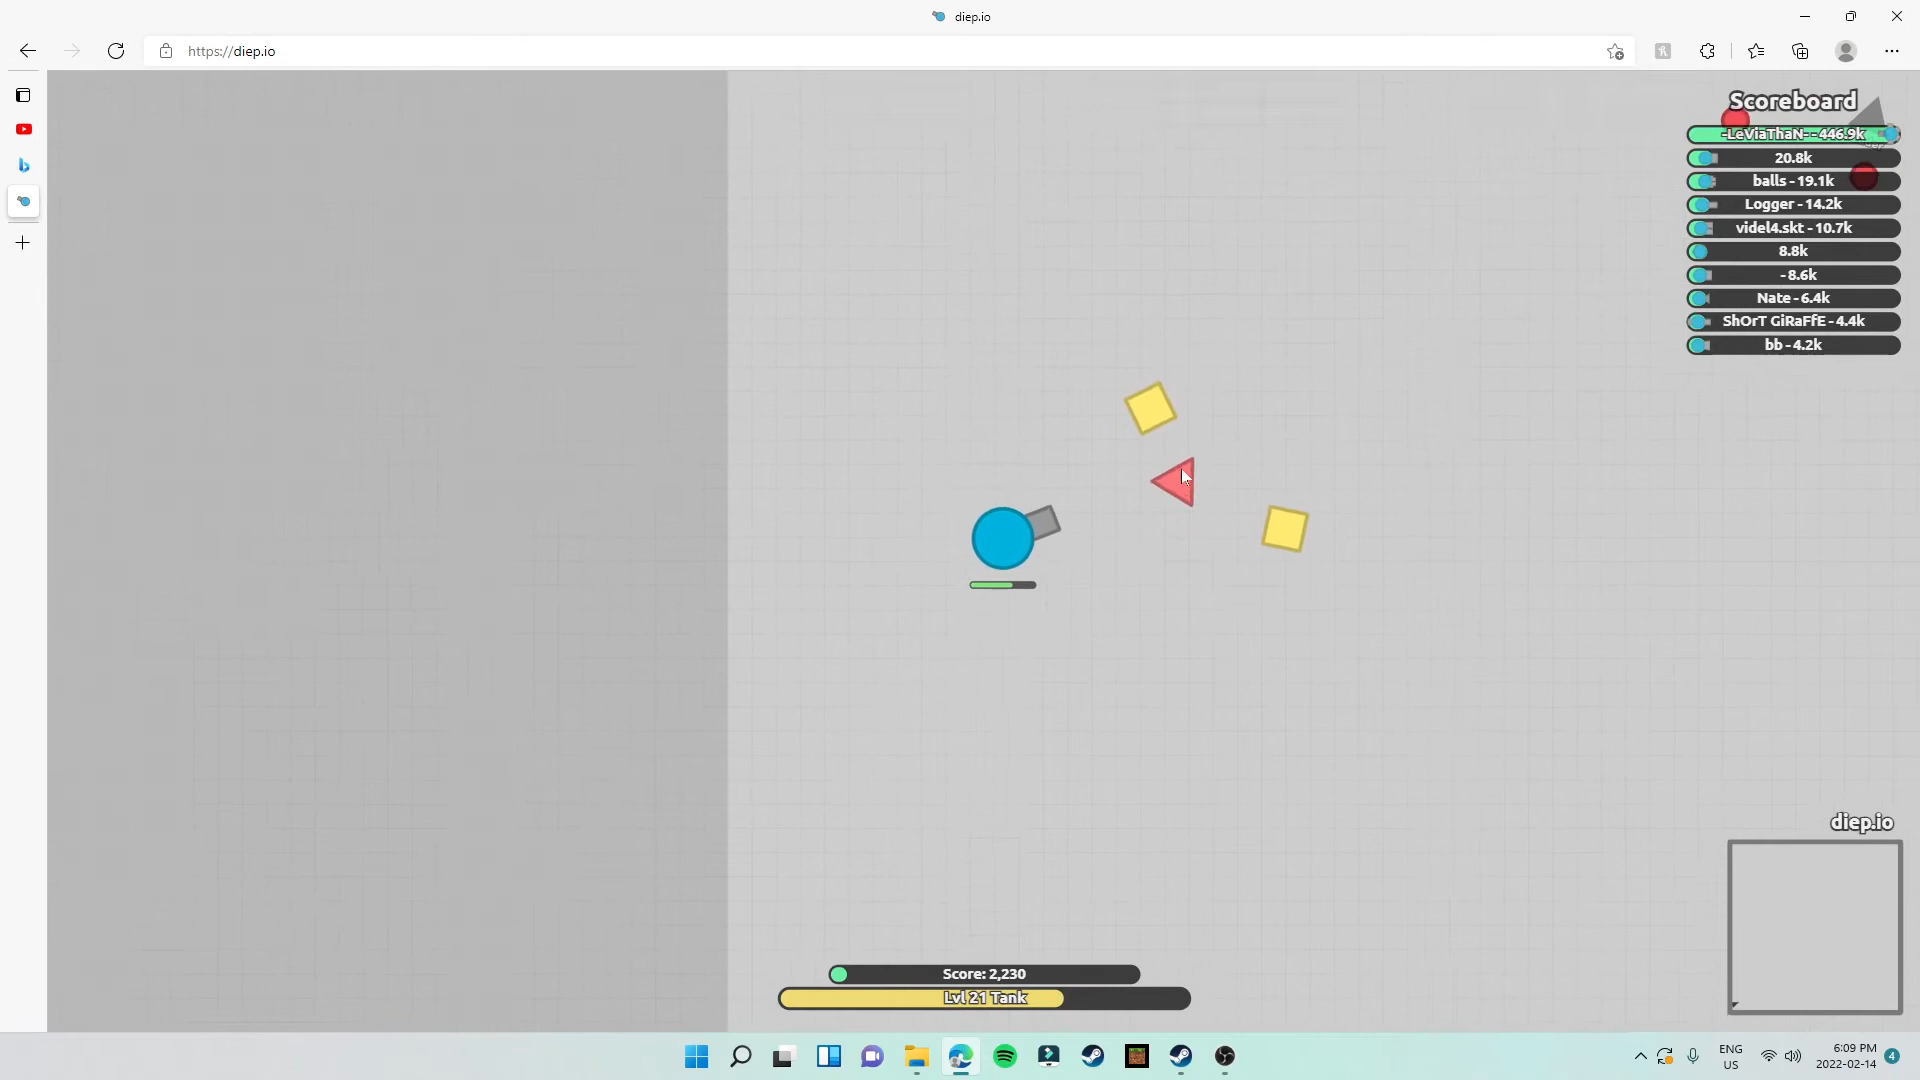 diep.io
https://diep.io
Scoreboard
-LeViaThaN- - 446.9k
20.8k
balls - 19.1k
Logger - 14.2k
videl4.skt - 10.7k
8.8k
- 8.6k
Nate - 6.4k
ShOrT GiRaFfE - 4.4k
bb - 4.2k
diep.io
Score: 2,230
Lvl 21 Tank
ENG
US
6:09 PM
2022-02-14
4